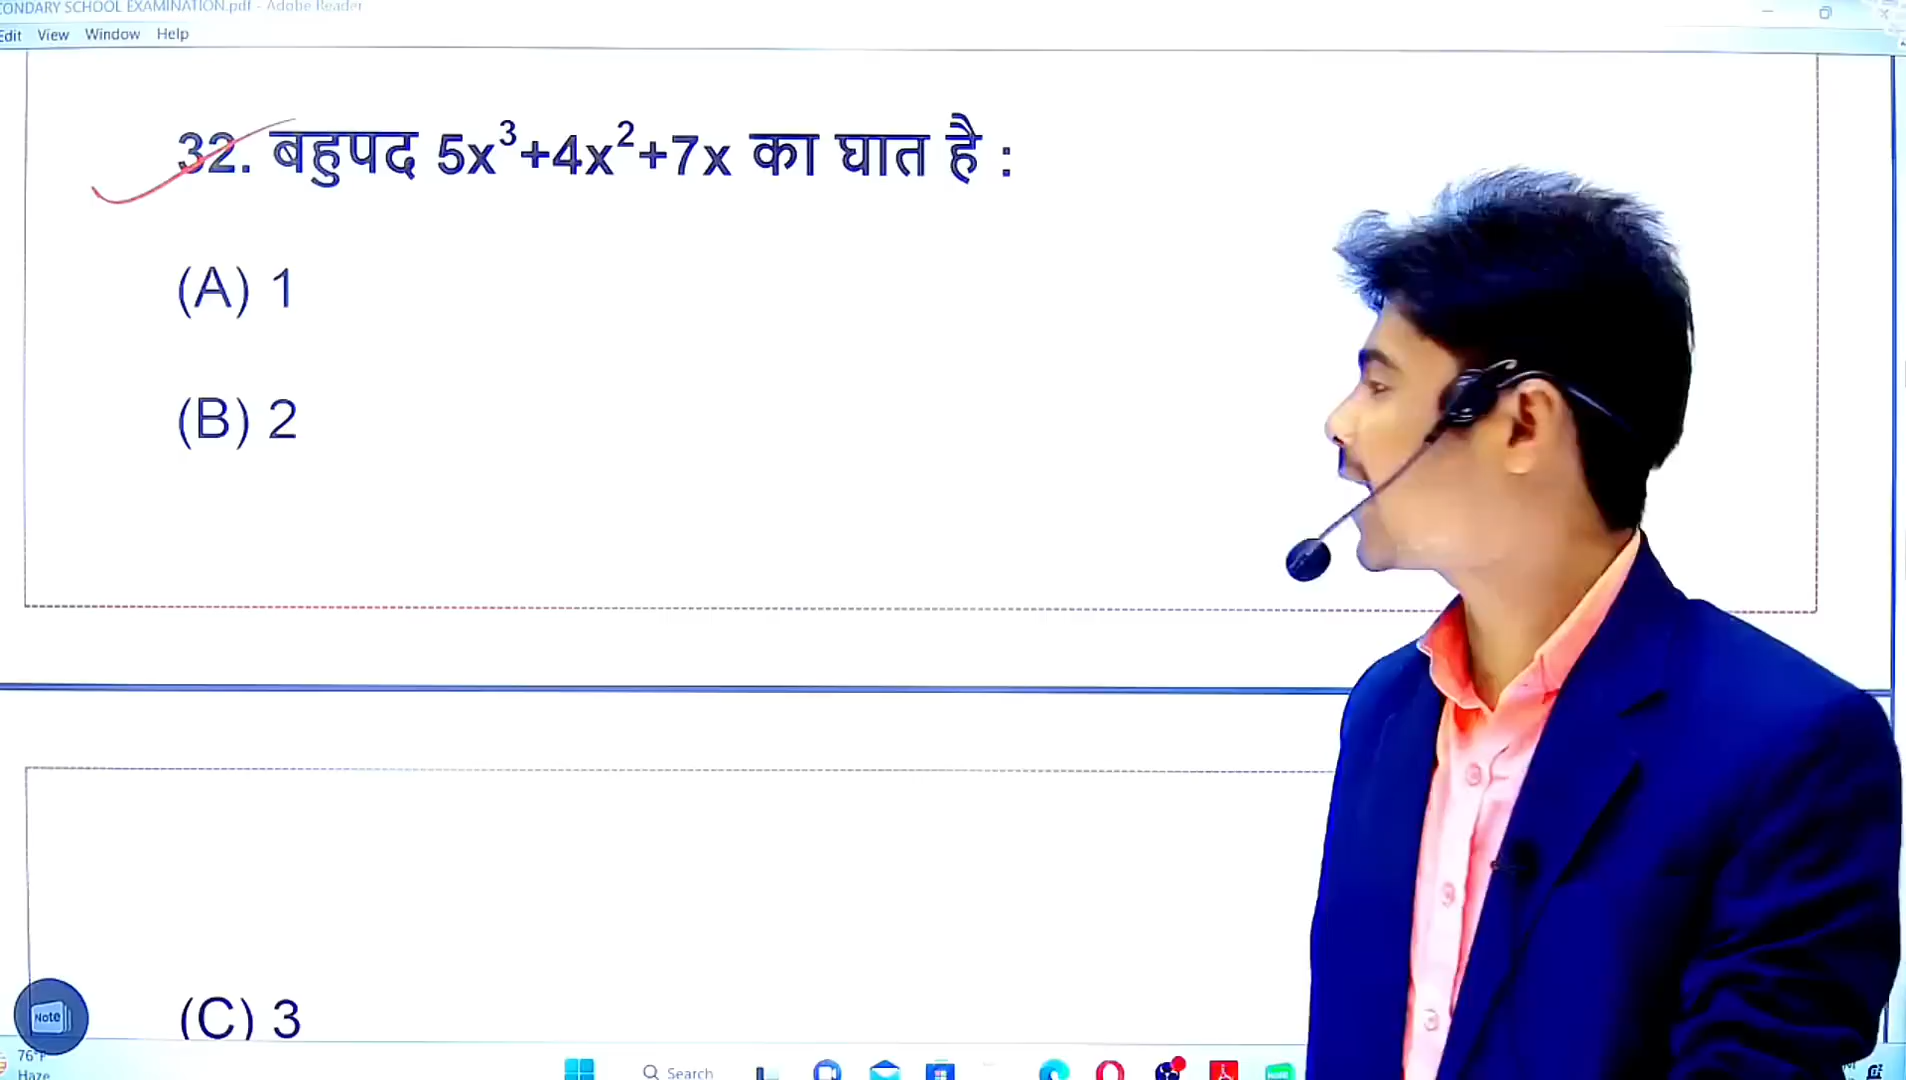 CONDARY SCHOOL EXAMINATION.pdf - Adobe Reader
Edit View Window Help
32. बहुपद 5x³+4x²+7x का घात है :
(A) 1
(B) 2
(C) 3
Note
76°F
Haze
Search